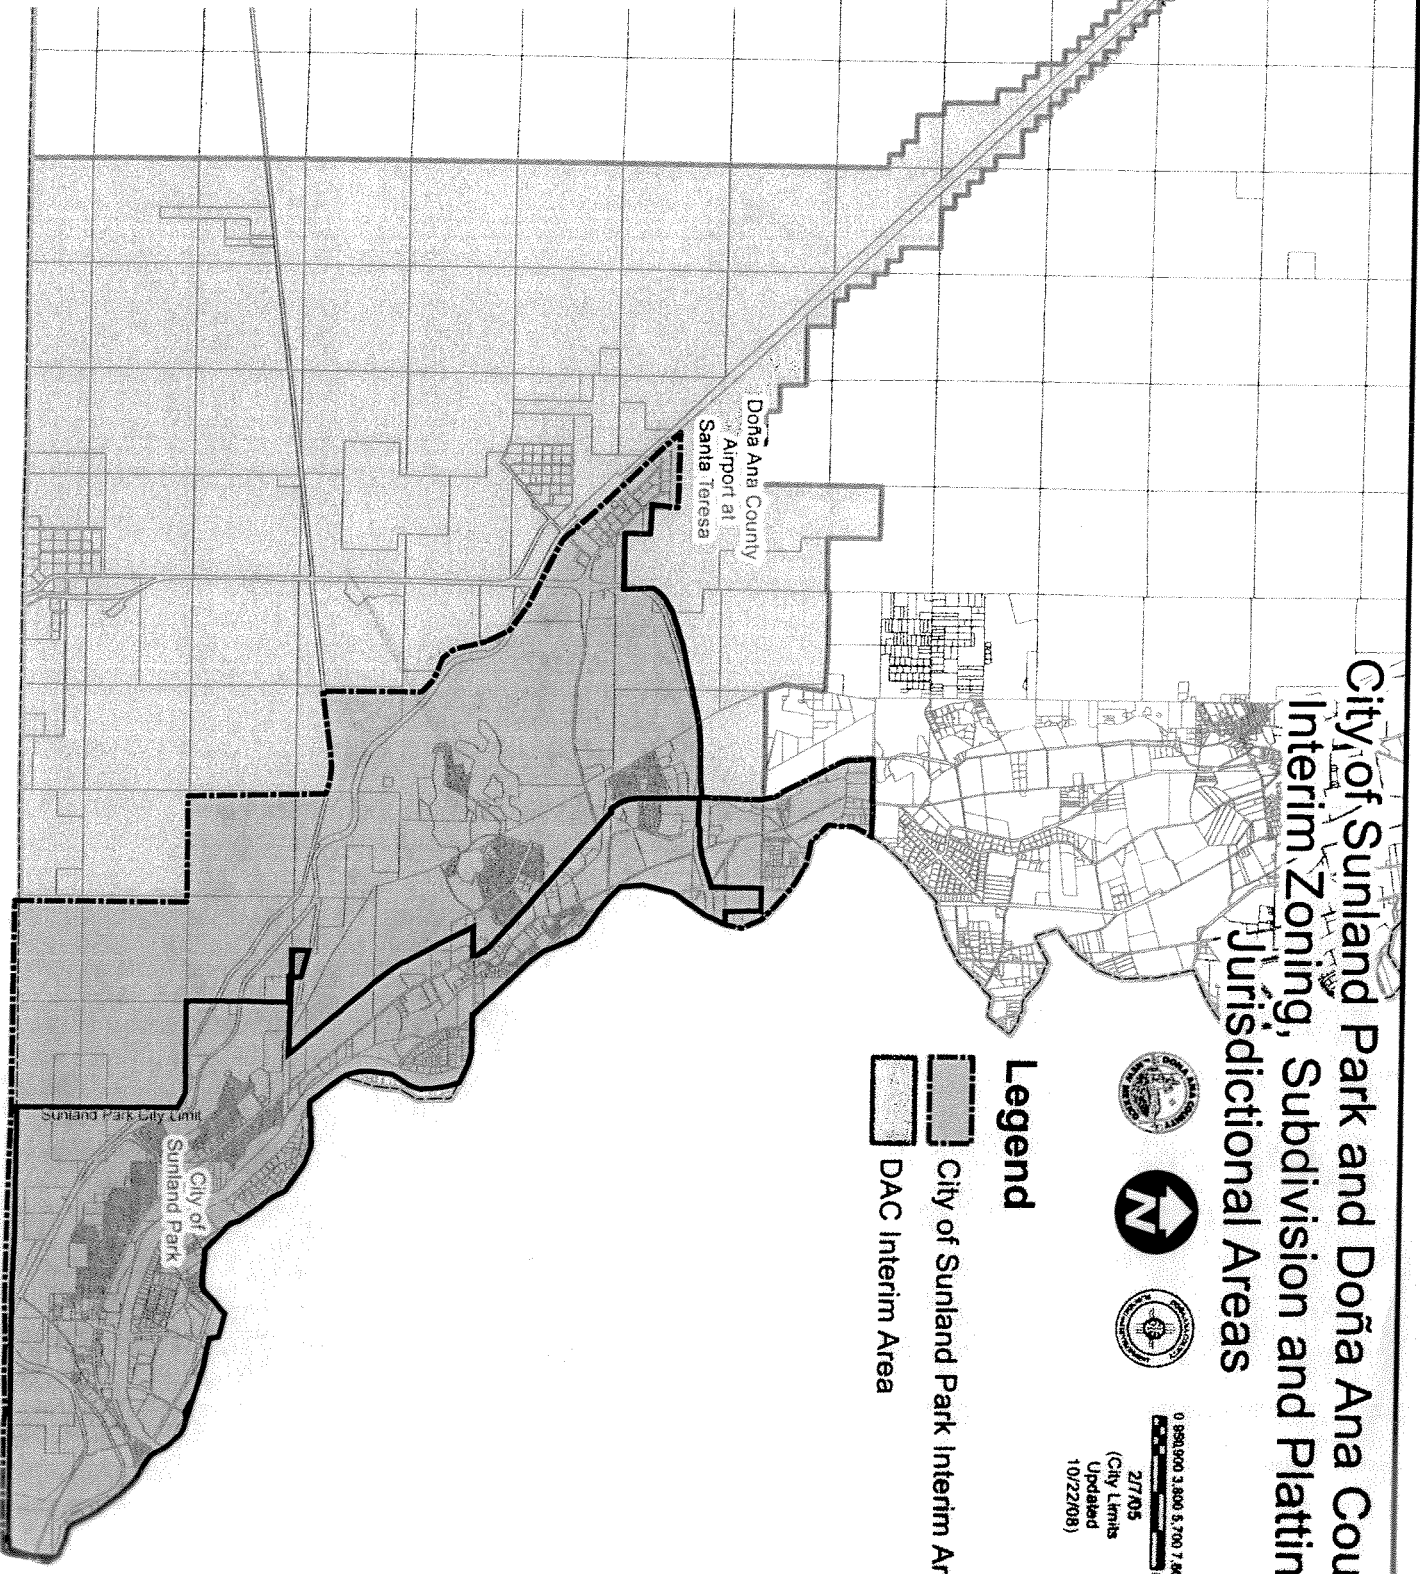 City of Sunland Park and Doña Ana Cou
Interim Zoning, Subdivision and Plattin
Jurisdictional Areas
N
2/7/05
(City Limits
Updated
10/22/08)
Legend
City of Sunland Park Interim Ar
DAC Interim Area
Doña Ana County
Airport at
Santa Teresa
Sunland Park City Limit
City of
Sunland Park